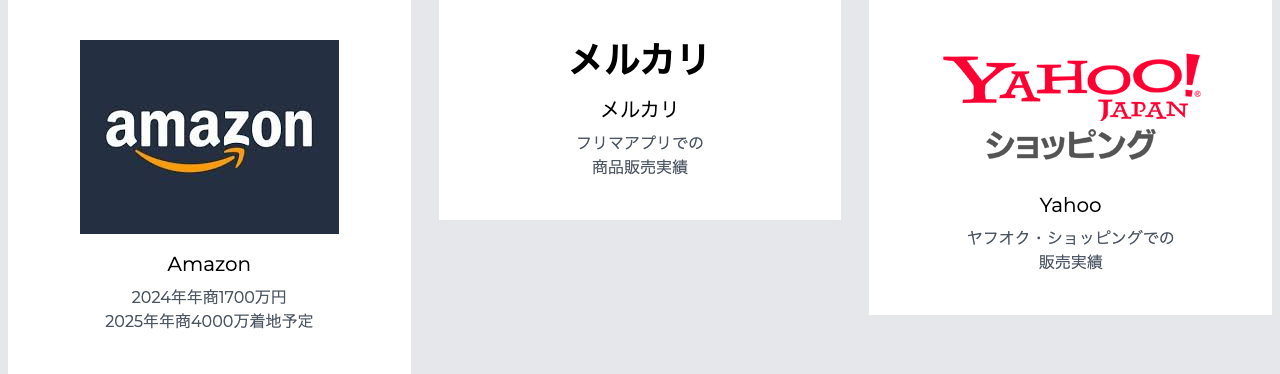 amazon
Amazon
2024年年商1700万円
2025年年商4000万着地予定
メルカリ
メルカリ
フリマアプリでの
商品販売実績
YAHOO!
JAPAN
ショッピング
Yahoo
ヤフオク・ショッピングでの
販売実績